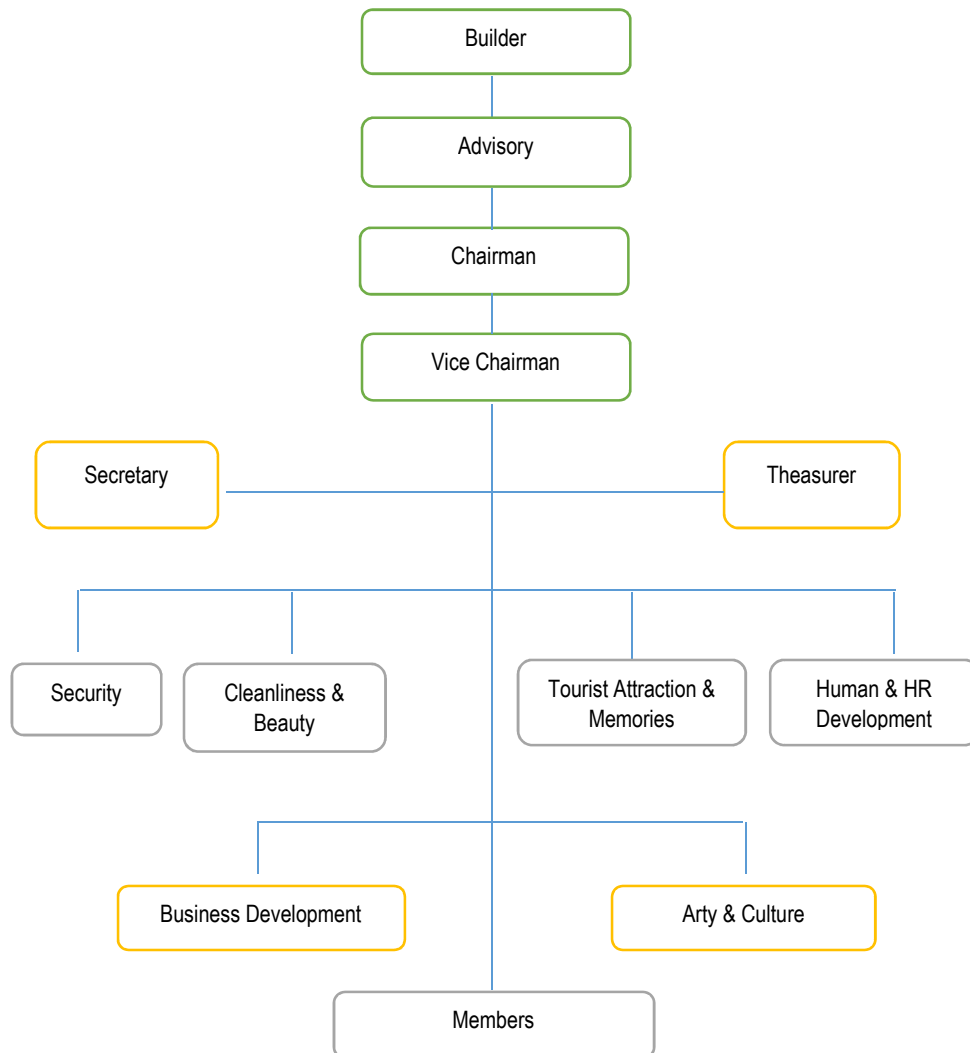 Builder
Advisory
Chairman
Vice Chairman
Secretary
Theasurer
Security
Cleanliness &
Beauty
Tourist Attraction &
Memories
Human & HR
Development
Business Development
Arty & Culture
Members